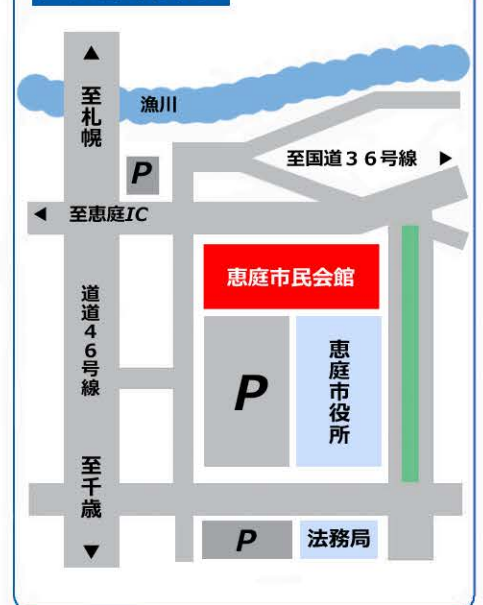 ▲
至札幌
漁川
至国道３６号線 ▶
P
◀ 至恵庭IC
恵庭市民会館
道道４６号線
P
恵庭市役所
至千歳
▼
P
法務局